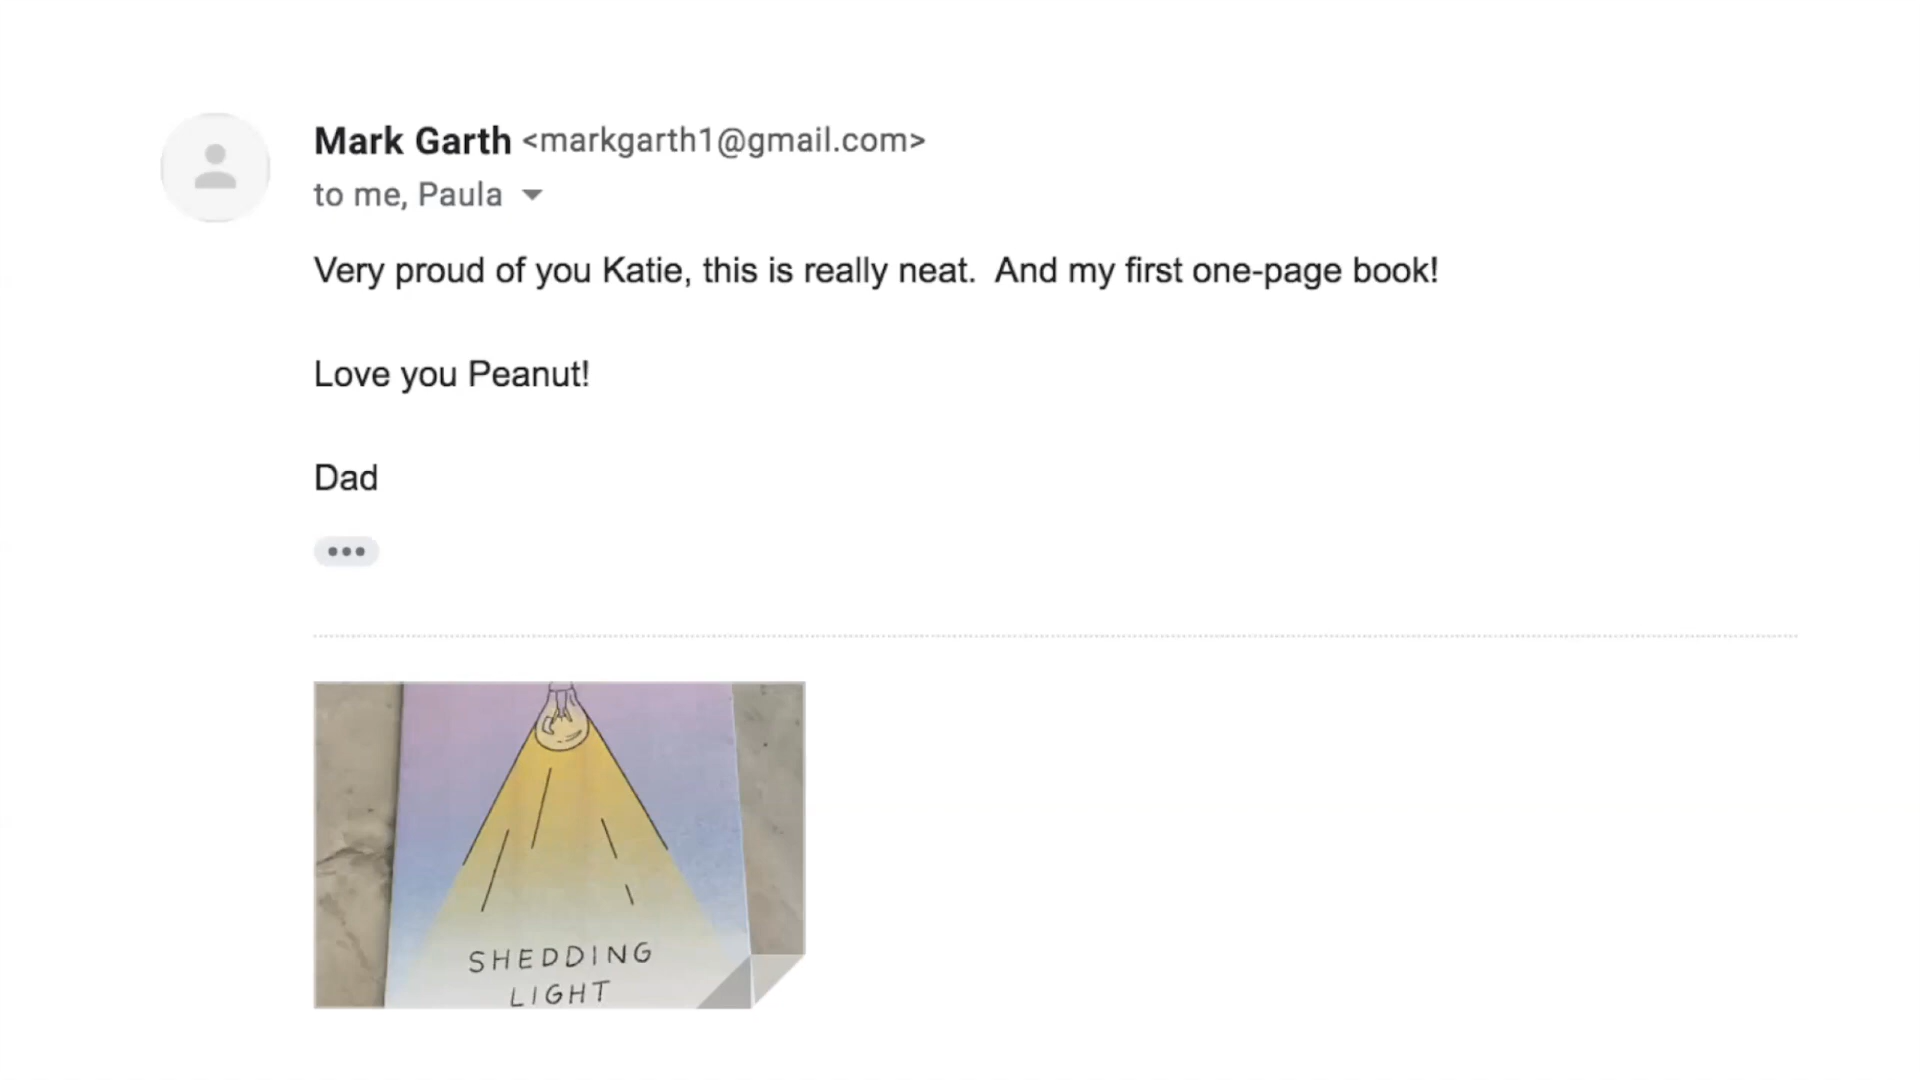 Mark Garth <markgarth1@gmail.com>
to me, Paula
Very proud of you Katie, this is really neat.  And my first one-page book!
Love you Peanut!
Dad
SHEDDING
LIGHT